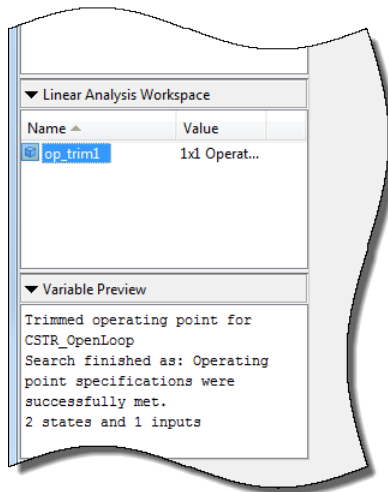 Linear Analysis Workspace
Name Value
op_trim1 1x1 Operat...
Variable Preview
Trimmed operating point for
CSTR_OpenLoop
Search finished as: Operating
point specifications were
successfully met.
2 states and 1 inputs